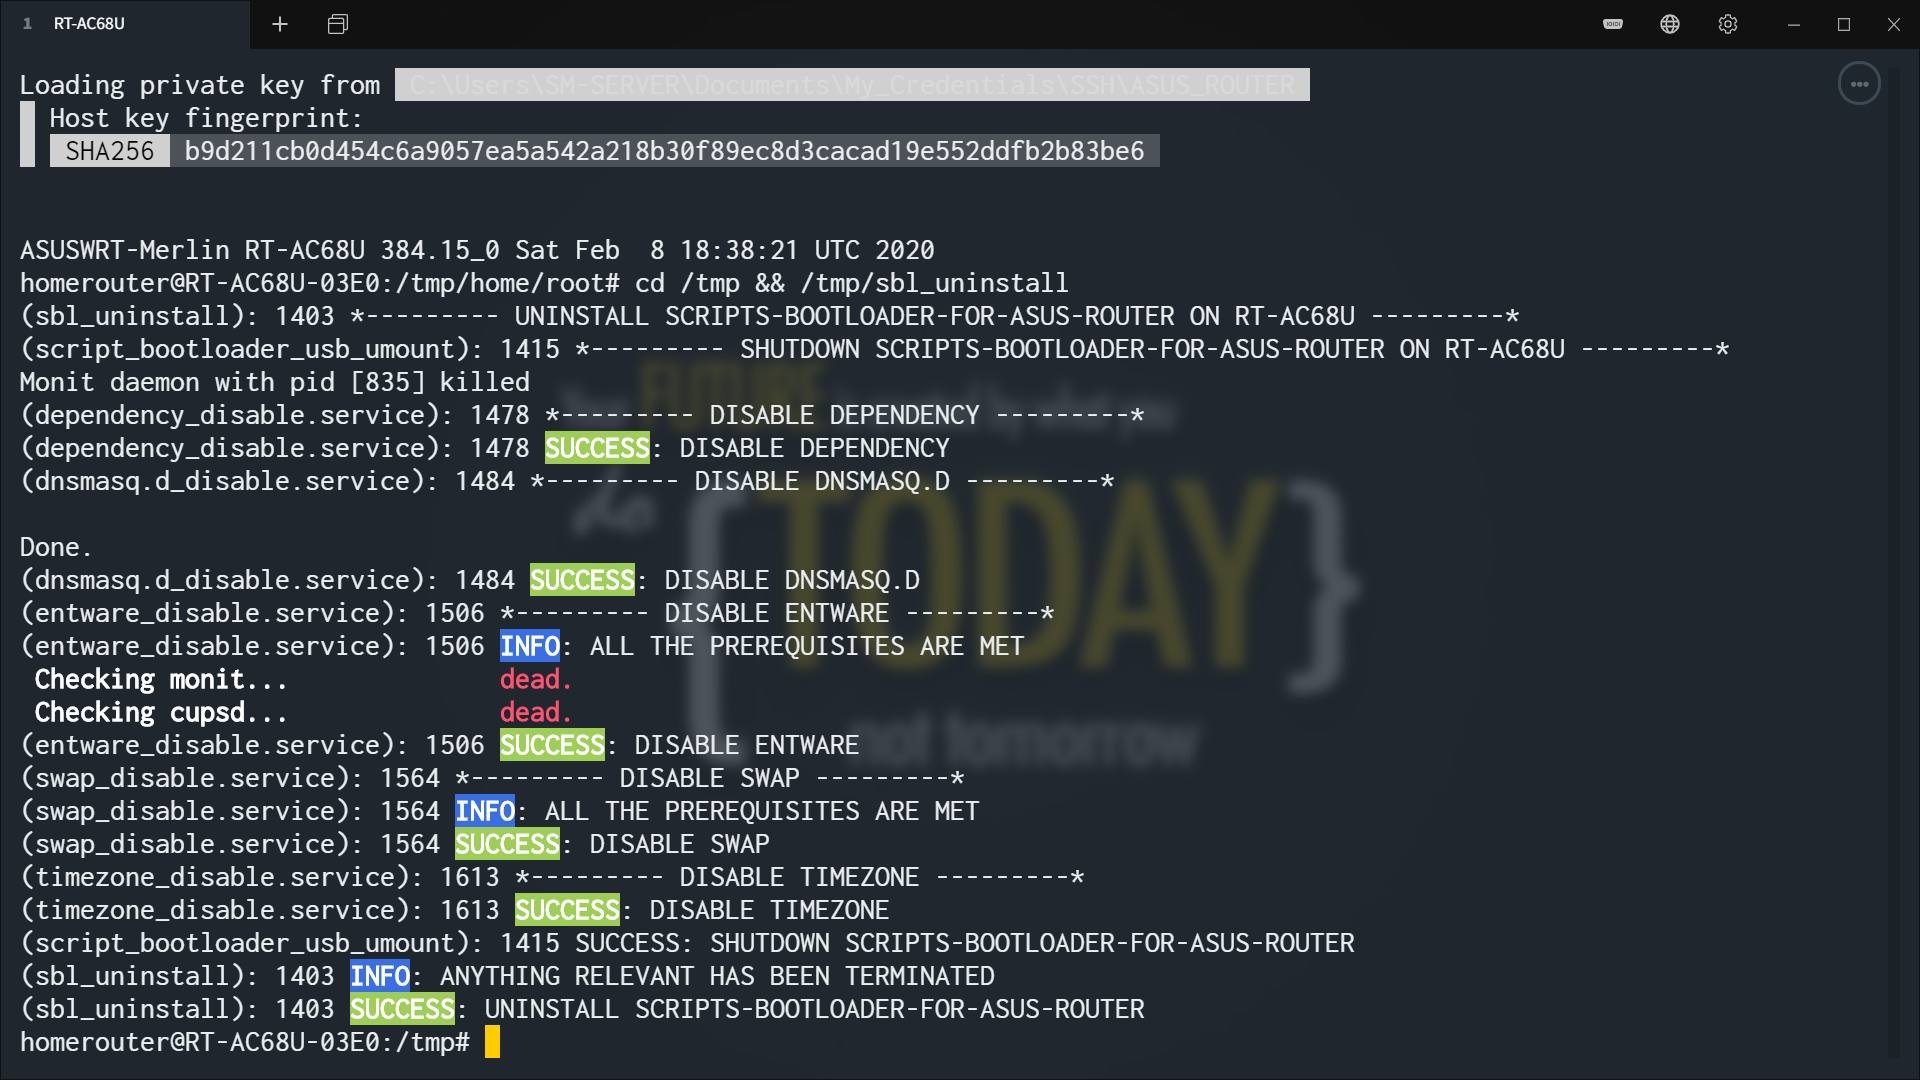 1 RT-AC68U
Loading private key from C:\Users\SM-SERVER\Documents\My_Credentials\SSH\ASUS_ROUTER
Host key fingerprint:
SHA256 b9d211cb0d454c6a9057ea5a542a218b30f89ec8d3cacad19e552ddfb2b83be6
ASUSWRT-Merlin RT-AC68U 384.15_0 Sat Feb  8 18:38:21 UTC 2020
homerouter@RT-AC68U-03E0:/tmp/home/root# cd /tmp && /tmp/sbl_uninstall
(sbl_uninstall): 1403 *--------- UNINSTALL SCRIPTS-BOOTLOADER-FOR-ASUS-ROUTER ON RT-AC68U ---------*
(script_bootloader_usb_umount): 1415 *--------- SHUTDOWN SCRIPTS-BOOTLOADER-FOR-ASUS-ROUTER ON RT-AC68U ---------*
Monit daemon with pid [835] killed
(dependency_disable.service): 1478 *--------- DISABLE DEPENDENCY ---------*
(dependency_disable.service): 1478 SUCCESS: DISABLE DEPENDENCY
(dnsmasq.d_disable.service): 1484 *--------- DISABLE DNSMASQ.D ---------*
Done.
(dnsmasq.d_disable.service): 1484 SUCCESS: DISABLE DNSMASQ.D
(entware_disable.service): 1506 *--------- DISABLE ENTWARE ---------*
(entware_disable.service): 1506 INFO: ALL THE PREREQUISITES ARE MET
Checking monit... dead.
Checking cupsd... dead.
(entware_disable.service): 1506 SUCCESS: DISABLE ENTWARE
(swap_disable.service): 1564 *--------- DISABLE SWAP ---------*
(swap_disable.service): 1564 INFO: ALL THE PREREQUISITES ARE MET
(swap_disable.service): 1564 SUCCESS: DISABLE SWAP
(timezone_disable.service): 1613 *--------- DISABLE TIMEZONE ---------*
(timezone_disable.service): 1613 SUCCESS: DISABLE TIMEZONE
(script_bootloader_usb_umount): 1415 SUCCESS: SHUTDOWN SCRIPTS-BOOTLOADER-FOR-ASUS-ROUTER
(sbl_uninstall): 1403 INFO: ANYTHING RELEVANT HAS BEEN TERMINATED
(sbl_uninstall): 1403 SUCCESS: UNINSTALL SCRIPTS-BOOTLOADER-FOR-ASUS-ROUTER
homerouter@RT-AC68U-03E0:/tmp#
FUTURE
by what you
do
{TODAY}
not tomorrow